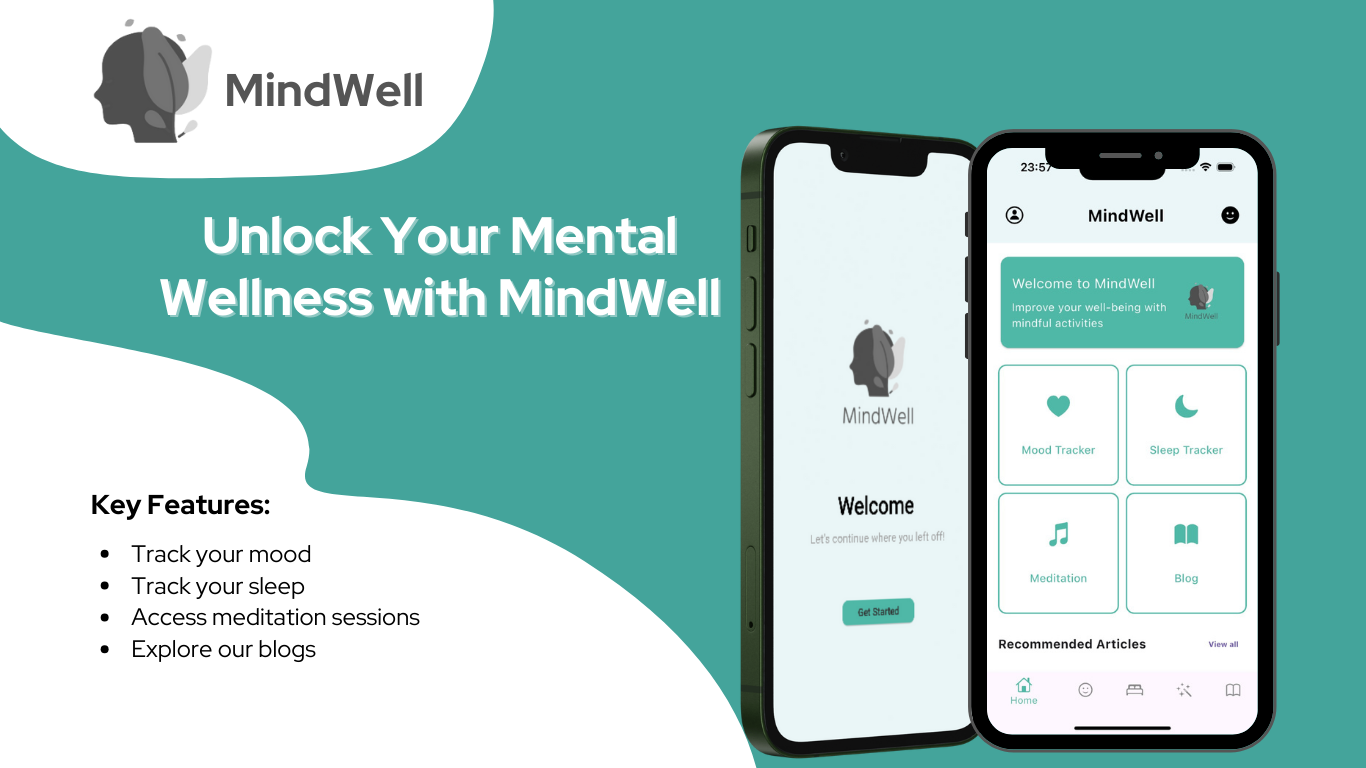 MindWell
Unlock Your Mental
Wellness with MindWell
Key Features:
• Track your mood
• Track your sleep
• Access meditation sessions
• Explore our blogs
MindWell
Welcome
Let's continue where you left off!
Get Started
23:57
MindWell
Welcome to MindWell
Improve your well-being with
mindful activities
MindWell
Mood Tracker
Sleep Tracker
Meditation
Blog
Recommended Articles
View all
Home